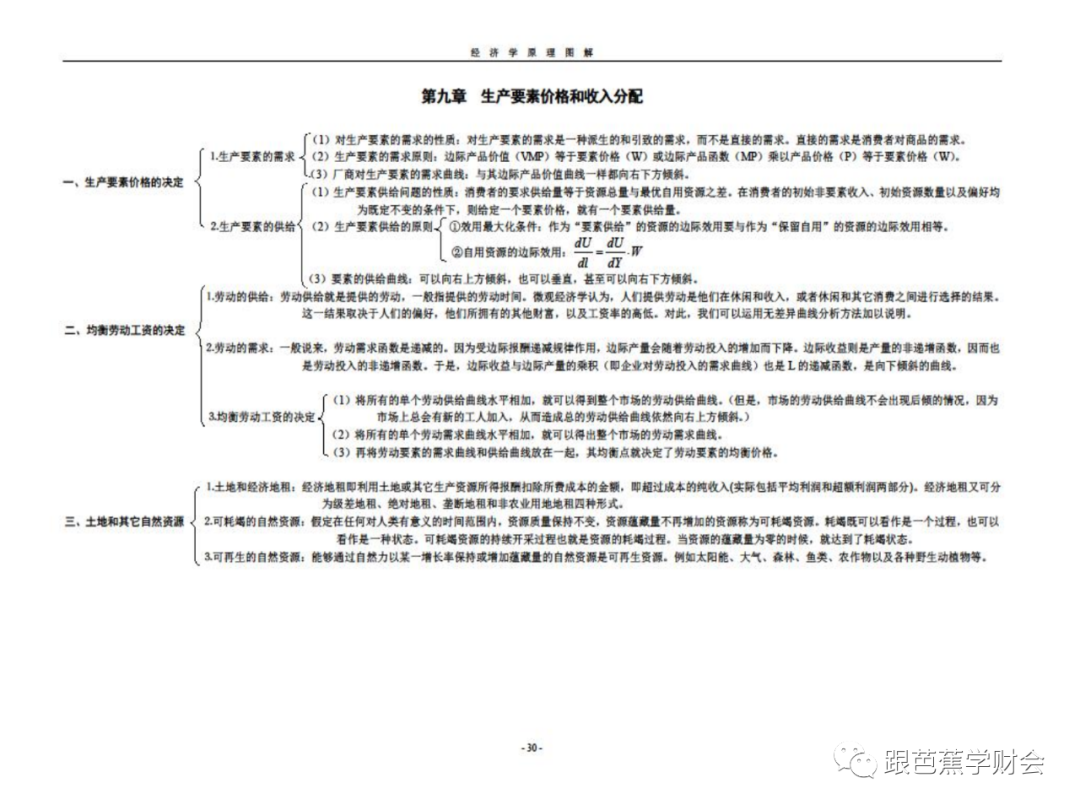 经济学原理图解
第九章　生产要素价格和收入分配
一、生产要素价格的决定
1.生产要素的需求
（1）对生产要素的需求的性质：对生产要素的需求是一种派生的和引致的需求，而不是直接的需求。直接的需求是消费者对商品的需求。
（2）生产要素的需求原则：边际产品价值（VMP）等于要素价格（W）或边际产品函数（MP）乘以产品价格（P）等于要素价格（W）。
（3）厂商对生产要素的需求曲线：与其边际产品价值曲线一样都向右下方倾斜。
2.生产要素的供给
（1）生产要素供给问题的性质：消费者的要求供给量等于资源总量与最优自用资源之差。在消费者的初始非要素收入、初始资源数量以及偏好均
为既定不变的条件下，则给定一个要素价格，就有一个要素供给量。
（2）生产要素供给的原则
①效用最大化条件：作为“要素供给”的资源的边际效用要与作为“保留自用”的资源的边际效用相等。
②自用资源的边际效用：dU/dl=dU/dY·W
（3）要素的供给曲线：可以向右上方倾斜，也可以垂直，甚至可以向右下方倾斜。
二、均衡劳动工资的决定
1.劳动的供给：劳动供给就是提供的劳动，一般指提供的劳动时间。微观经济学认为，人们提供劳动是他们在休闲和收入，或者休闲和其它消费之间进行选择的结果。
这一结果取决于人们的偏好，他们所拥有的其他财富，以及工资率的高低。对此，我们可以运用无差异曲线分析方法加以说明。
2.劳动的需求：一般说来，劳动需求函数是递减的。因为受边际报酬递减规律作用，边际产量会随着劳动投入的增加而下降。边际收益则是产量的非递增函数，因而也
是劳动投入的非递增函数。于是，边际收益与边际产量的乘积（即企业对劳动投入的需求曲线）也是L的递减函数，是向下倾斜的曲线。
3.均衡劳动工资的决定
（1）将所有的单个劳动供给曲线水平相加，就可以得到整个市场的劳动供给曲线。（但是，市场的劳动供给曲线不会出现后倾的情况，因为
市场上总会有新的工人加入，从而造成总的劳动供给曲线依然向右上方倾斜。）
（2）将所有的单个劳动需求曲线水平相加，就可以得出整个市场的劳动需求曲线。
（3）再将劳动要素的需求曲线和供给曲线放在一起，其均衡点就决定了劳动要素的均衡价格。
三、土地和其它自然资源
1.土地和经济地租：经济地租即利用土地或其它生产资源所得报酬扣除所费成本的金额，即超过成本的纯收入(实际包括平均利润和超额利润两部分)。经济地租又可分
为级差地租、绝对地租、垄断地租和非农业用地地租四种形式。
2.可耗竭的自然资源：假定在任何对人类有意义的时间范围内，资源质量保持不变，资源蕴藏量不再增加的资源称为可耗竭资源。耗竭既可以看作是一个过程，也可以
看作是一种状态。可耗竭资源的持续开采过程也就是资源的耗竭过程。当资源的蕴藏量为零的时候，就达到了耗竭状态。
3.可再生的自然资源：能够通过自然力以某一增长率保持或增加蕴藏量的自然资源是可再生资源。例如太阳能、大气、森林、鱼类、农作物以及各种野生动植物等。
- 30 -
跟芭蕉学财会